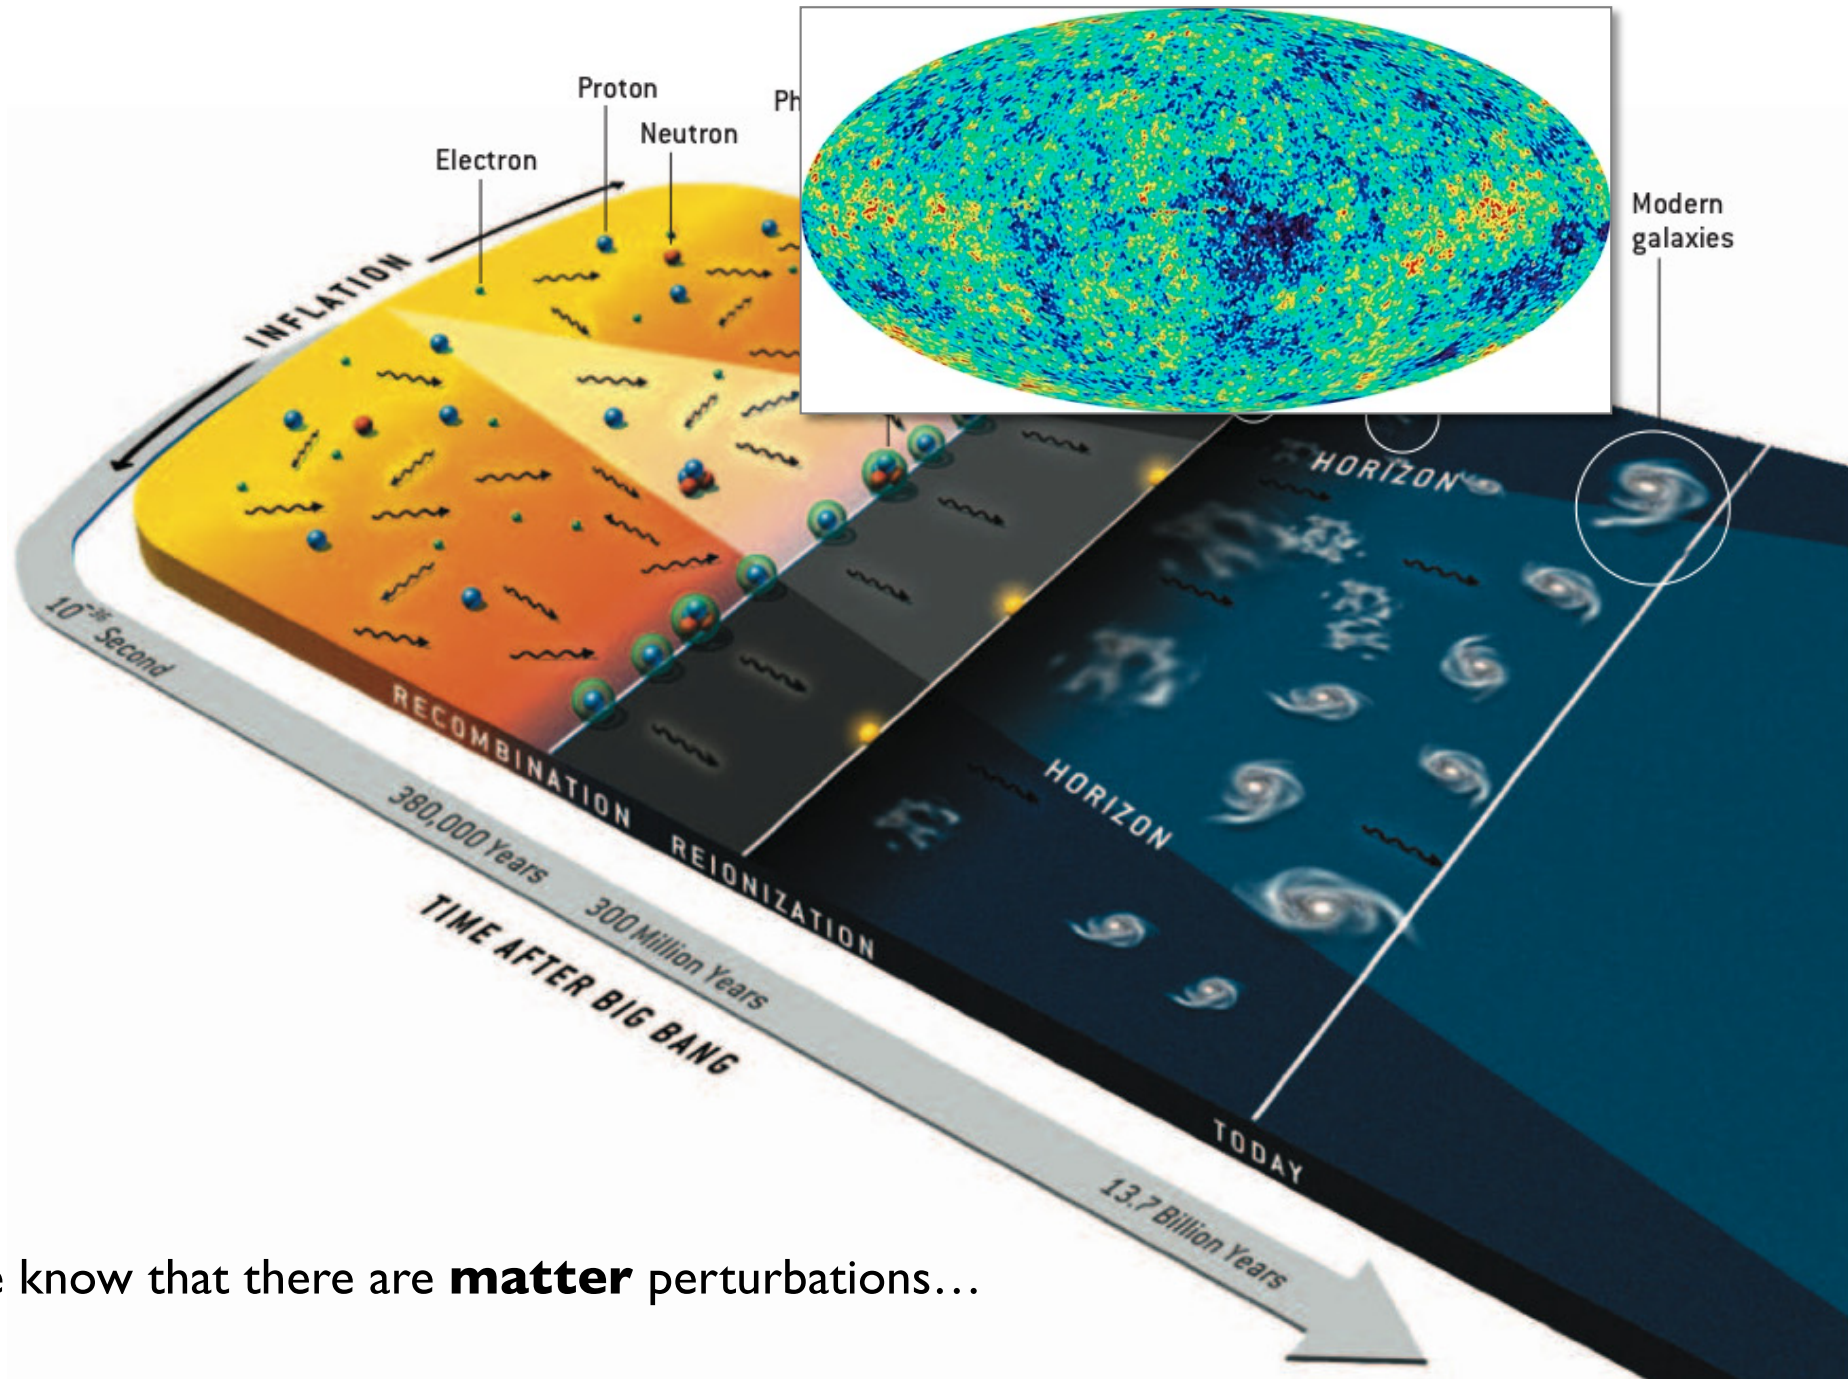 Proton
Ph
Neutron
Electron
Modern
galaxies
INFLATION
HORIZON
10⁻³⁶ Second
RECOMBINATION
HORIZON
380,000 Years
REIONIZATION
300 Million Years
TIME AFTER BIG BANG
TODAY
13.7 Billion Years
know that there are matter perturbations…